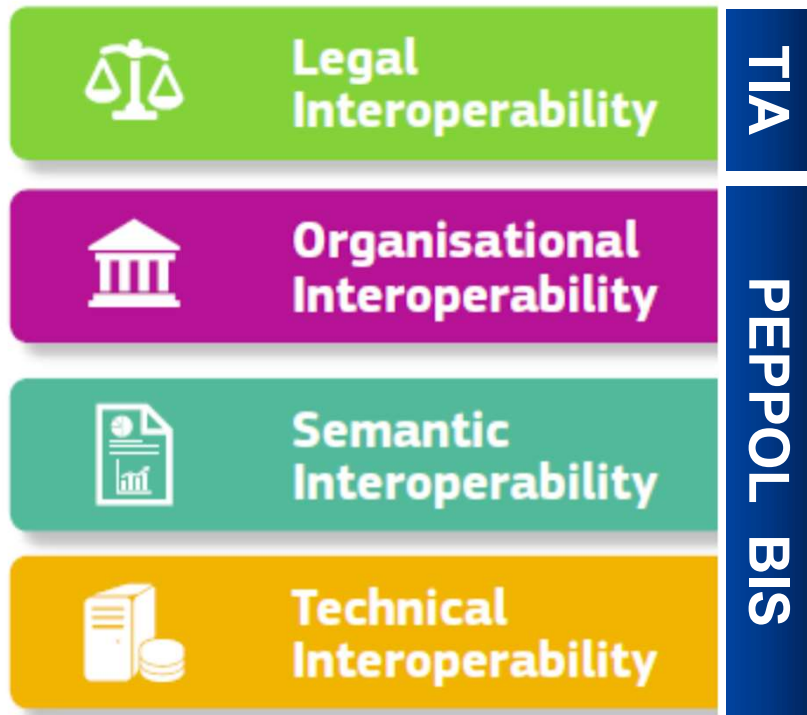 Legal
Interoperability
TIA
Organisational
Interoperability
Semantic
Interoperability
Technical
Interoperability
PEPPOL BIS